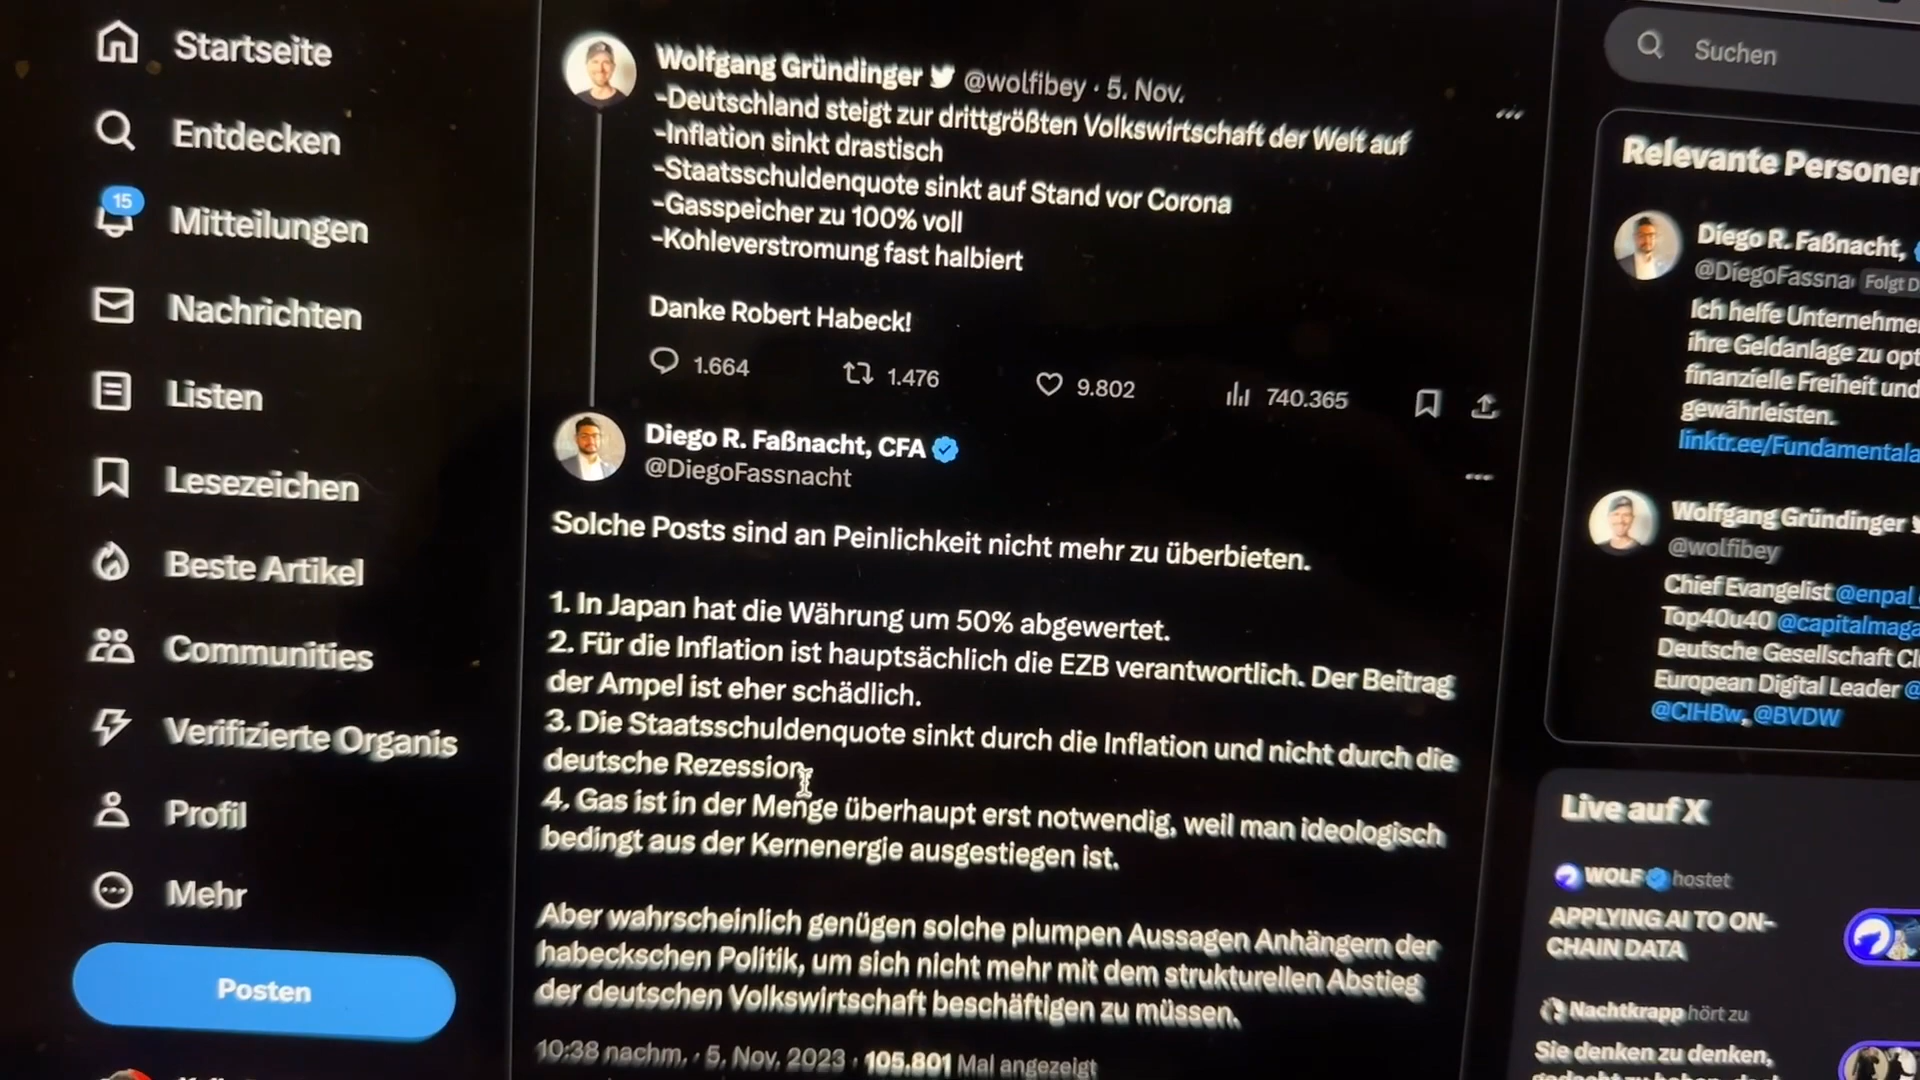 Startseite
Entdecken
15
Mitteilungen
Nachrichten
Listen
Lesezeichen
Beste Artikel
Communities
Verifizierte Organis
Profil
Mehr
Posten
Wolfgang Gründinger @wolfibey · 5. Nov.
-Deutschland steigt zur drittgrößten Volkswirtschaft der Welt auf
-Inflation sinkt drastisch
-Staatsschuldenquote sinkt auf Stand vor Corona
-Gasspeicher zu 100% voll
-Kohleverstromung fast halbiert
Danke Robert Habeck!
1.664 1.476 9.802 740.365
Diego R. Faßnacht, CFA
@DiegoFassnacht
Solche Posts sind an Peinlichkeit nicht mehr zu überbieten.
1. In Japan hat die Währung um 50% abgewertet.
2. Für die Inflation ist hauptsächlich die EZB verantwortlich. Der Beitrag
der Ampel ist eher schädlich.
3. Die Staatsschuldenquote sinkt durch die Inflation und nicht durch die
deutsche Rezession.
4. Gas ist in der Menge überhaupt erst notwendig, weil man ideologisch
bedingt aus der Kernenergie ausgestiegen ist.
Aber wahrscheinlich genügen solche plumpen Aussagen Anhängern der
habeckschen Politik, um sich nicht mehr mit dem strukturellen Abstieg
der deutschen Volkswirtschaft beschäftigen zu müssen.
10:38 nachm. · 5. Nov. 2023 · 105.801 Mal angezeigt
Suchen
Relevante Personen
Diego R. Faßnacht,
@DiegoFassna Folgt D
Ich helfe Unternehme
ihre Geldanlage zu opt
finanzielle Freiheit und
gewährleisten.
linktr.ee/Fundamentala
Wolfgang Gründinger
@wolfibey
Chief Evangelist @enpal_
Top40u40 @capitalmaga
Deutsche Gesellschaft Cl
European Digital Leader @
@CIHBw, @BVDW
Live auf X
WOLF hostet
APPLYING AI TO ON-
CHAIN DATA
Nachtkrapp hört zu
Sie denken zu denken,